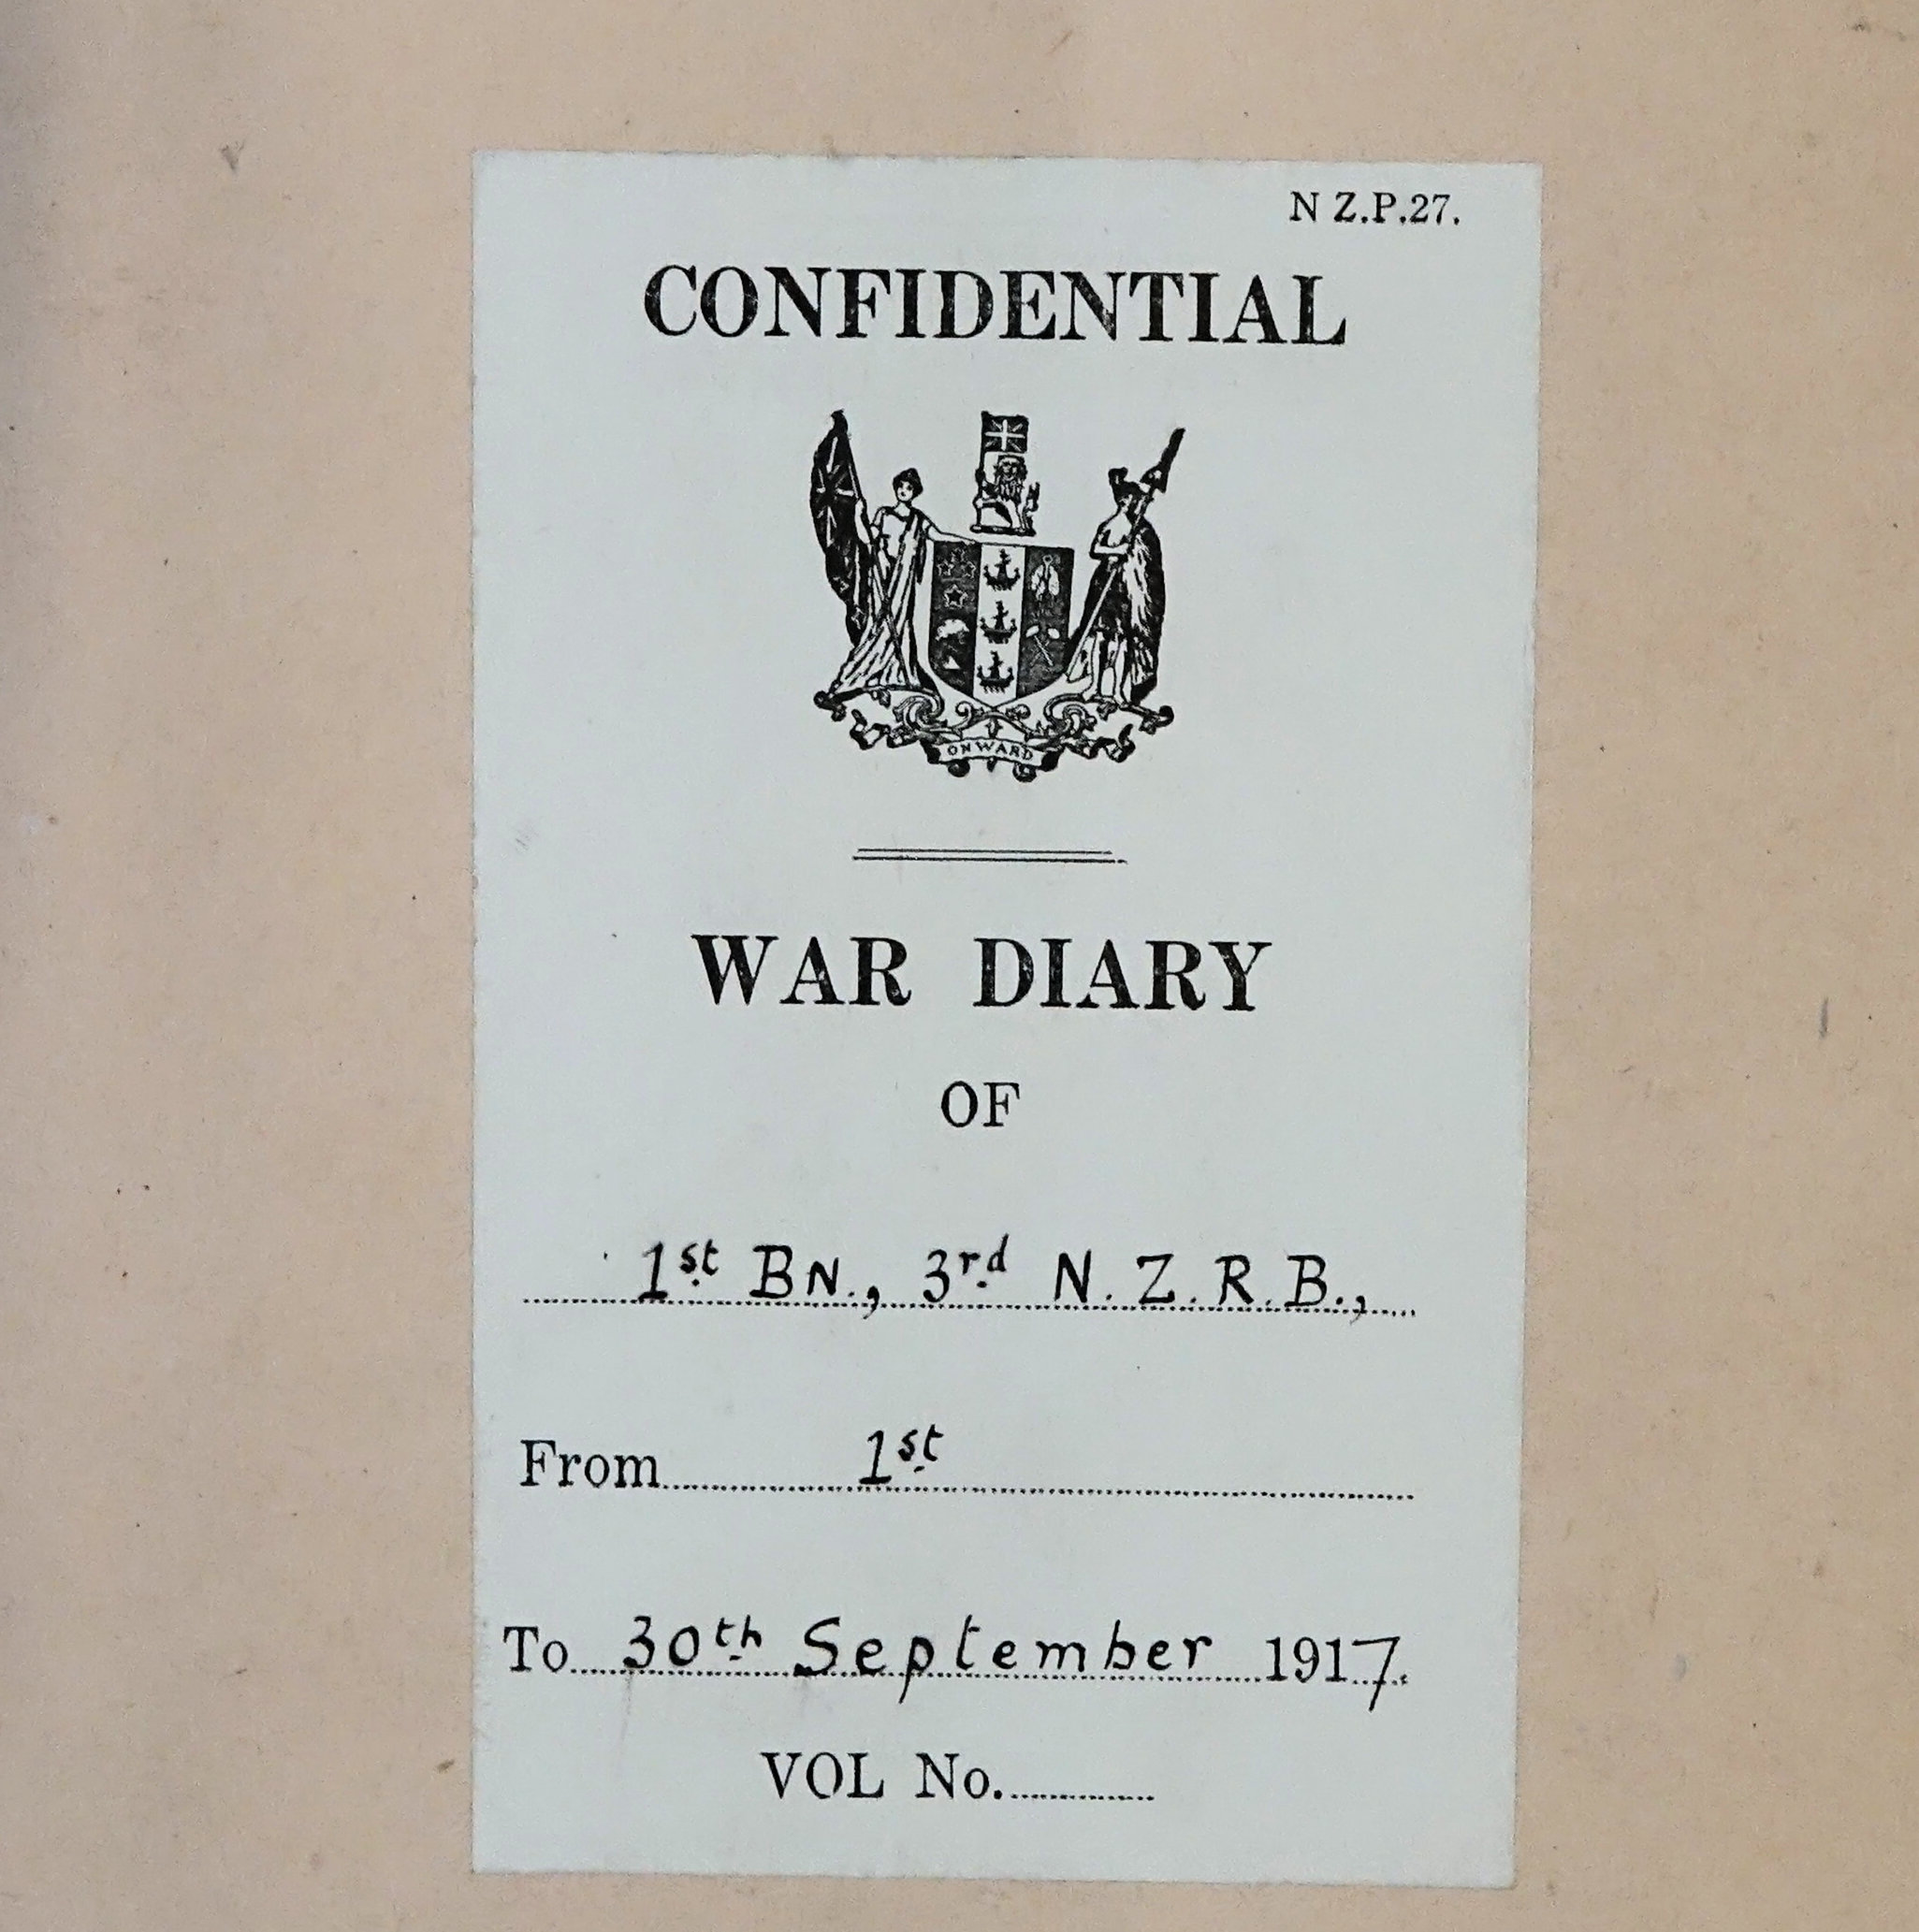 N Z.P.27.
CONFIDENTIAL
ONWARD
WAR DIARY
OF
1st BN., 3rd N.Z.R.B.,
From 1st
To 30th September 1917.
VOL No.